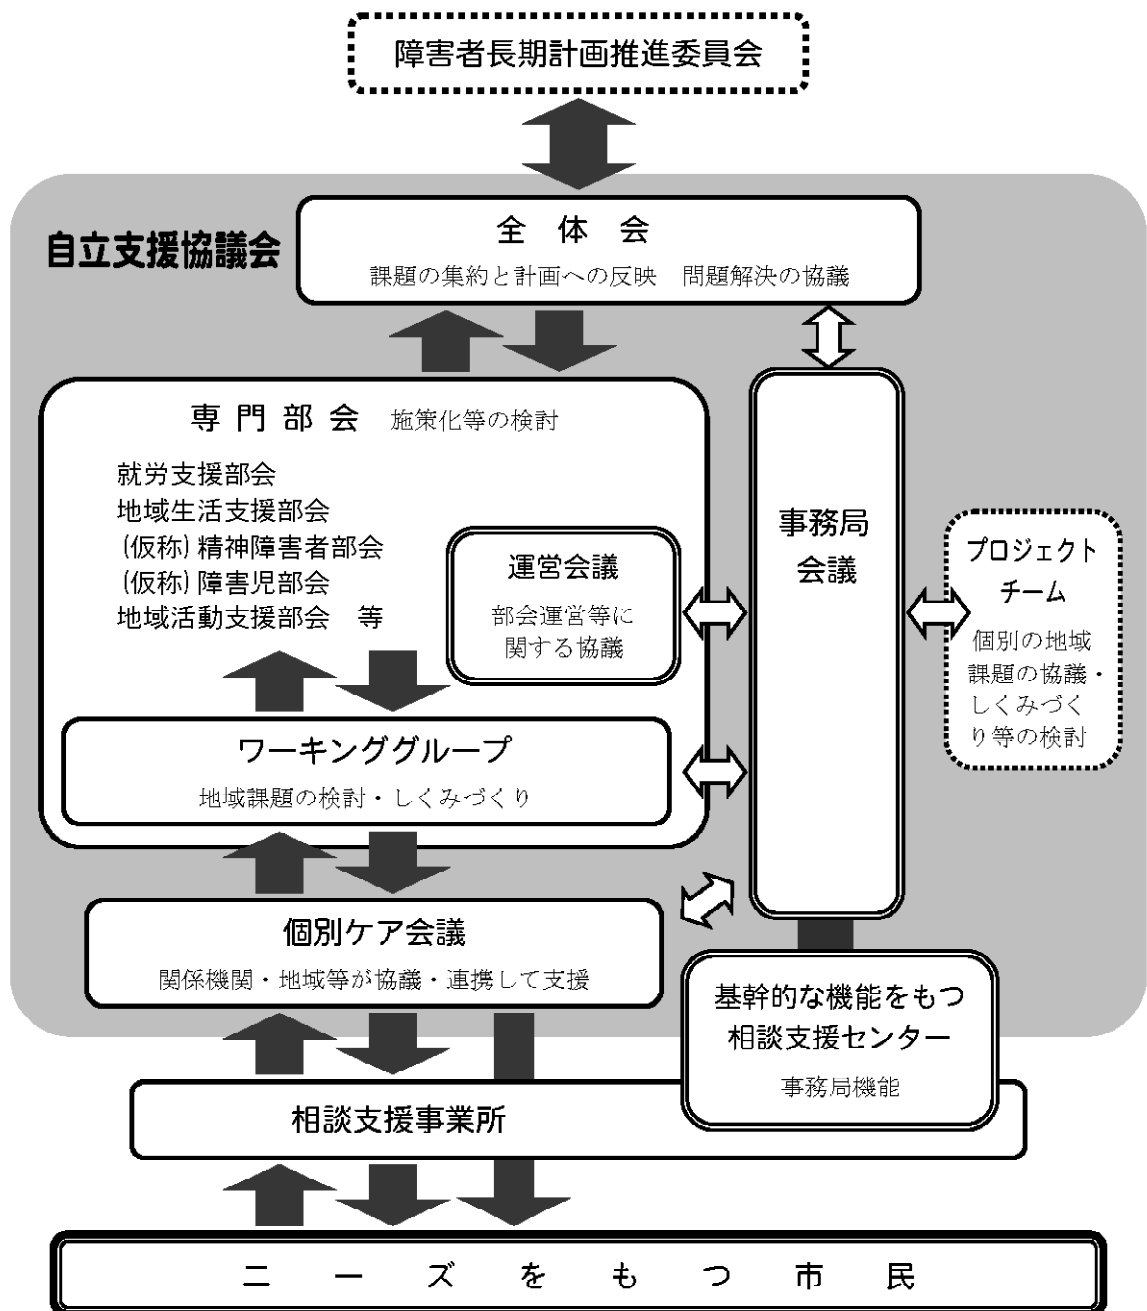 障害者長期計画推進委員会
自立支援協議会
全体会
課題の集約と計画への反映　問題解決の協議
専門部会　施策化等の検討
就労支援部会
地域生活支援部会
(仮称)精神障害者部会
(仮称)障害児部会
地域活動支援部会　等
運営会議
部会運営等に
関する協議
ワーキンググループ
地域課題の検討・しくみづくり
事務局
会議
プロジェクト
チーム
個別の地域
課題の協議・
しくみづく
り等の検討
個別ケア会議
関係機関・地域等が協議・連携して支援
基幹的な機能をもつ
相談支援センター
事務局機能
相談支援事業所
ニーズをもつ市民